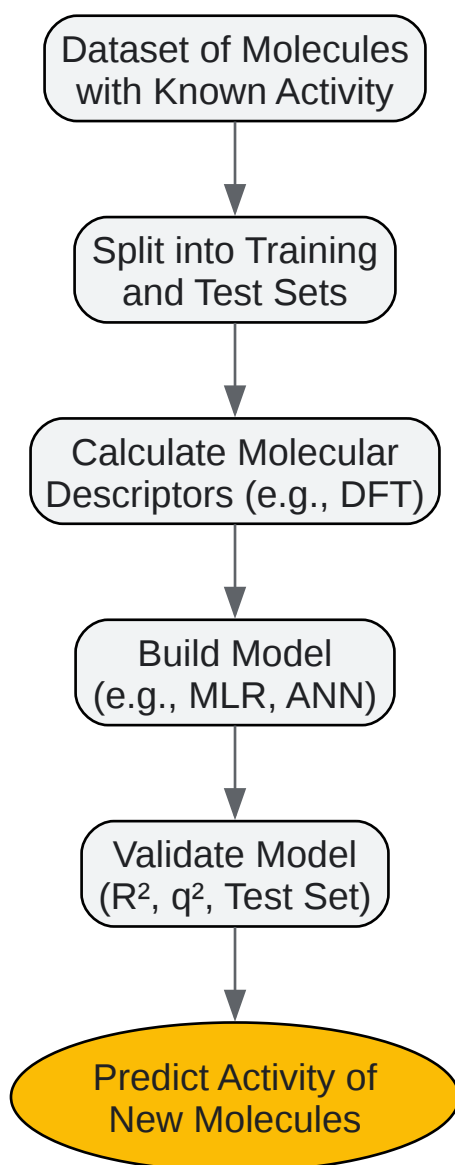 Dataset of Molecules
with Known Activity
Split into Training
and Test Sets
Calculate Molecular
Descriptors (e.g., DFT)
Build Model
(e.g., MLR, ANN)
Validate Model
(R², q², Test Set)
Predict Activity of
New Molecules